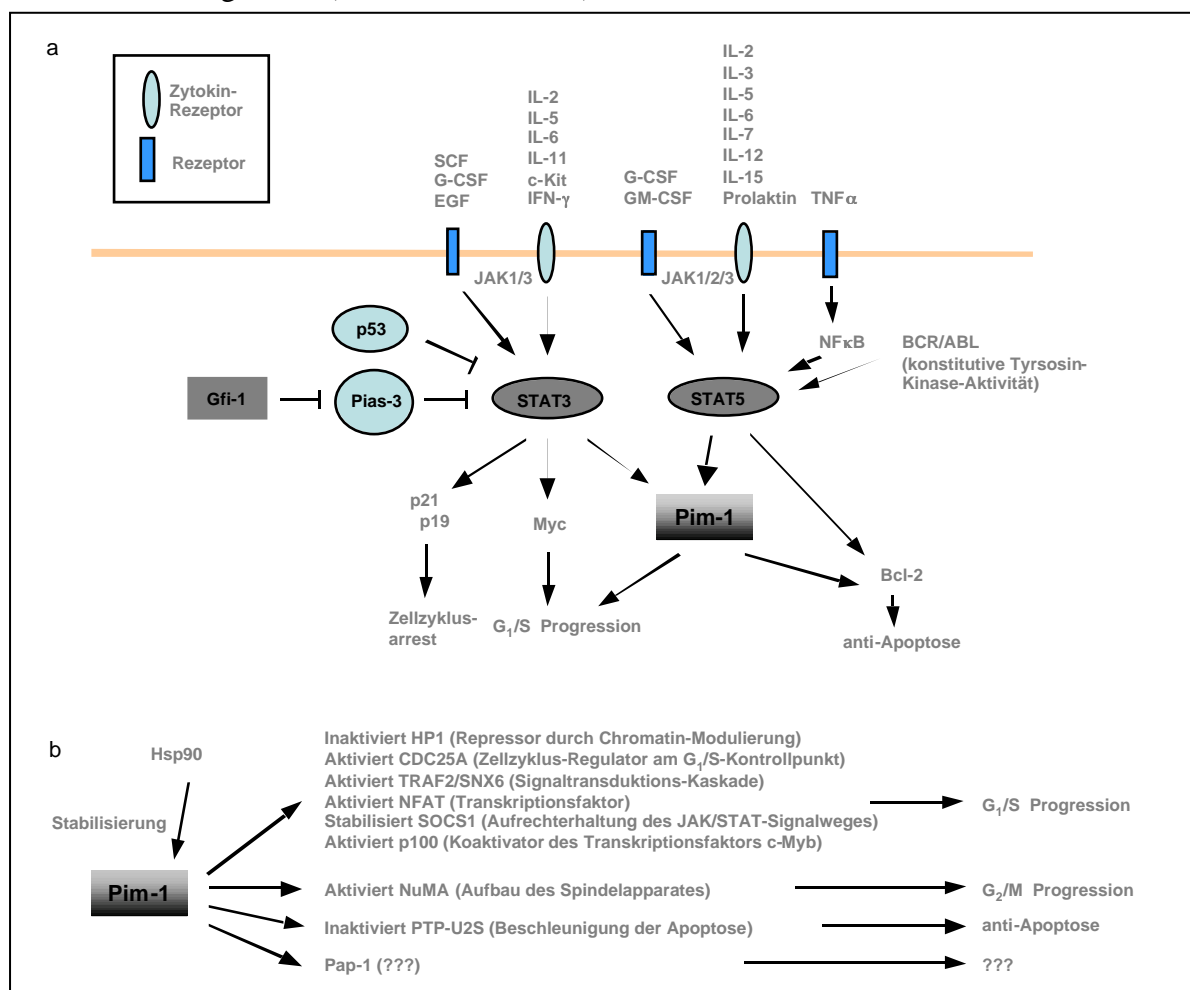 a
Zytokin-
Rezeptor
Rezeptor
SCF
G-CSF
EGF
IL-2
IL-5
IL-6
IL-11
c-Kit
IFN-γ
G-CSF
GM-CSF
IL-2
IL-3
IL-5
IL-6
IL-7
IL-12
IL-15
Prolaktin
TNFα
JAK1/3
JAK1/2/3
p53
NFκB
BCR/ABL
(konstitutive Tyrsosin-
Kinase-Aktivität)
Gfi-1
Pias-3
STAT3
STAT5
p21
p19
Myc
Pim-1
Bcl-2
Zellzyklus-
arrest
G1/S Progression
anti-Apoptose
b
Hsp90
Stabilisierung
Pim-1
Inaktiviert HP1 (Repressor durch Chromatin-Modulierung)
Aktiviert CDC25A (Zellzyklus-Regulator am G1/S-Kontrollpunkt)
Aktiviert TRAF2/SNX6 (Signaltransduktions-Kaskade)
Aktiviert NFAT (Transkriptionsfaktor)
Stabilisiert SOCS1 (Aufrechterhaltung des JAK/STAT-Signalweges)
Aktiviert p100 (Koaktivator des Transkriptionsfaktors c-Myb)
G1/S Progression
Aktiviert NuMA (Aufbau des Spindelapparates)
G2/M Progression
Inaktiviert PTP-U2S (Beschleunigung der Apoptose)
anti-Apoptose
Pap-1 (???)
???